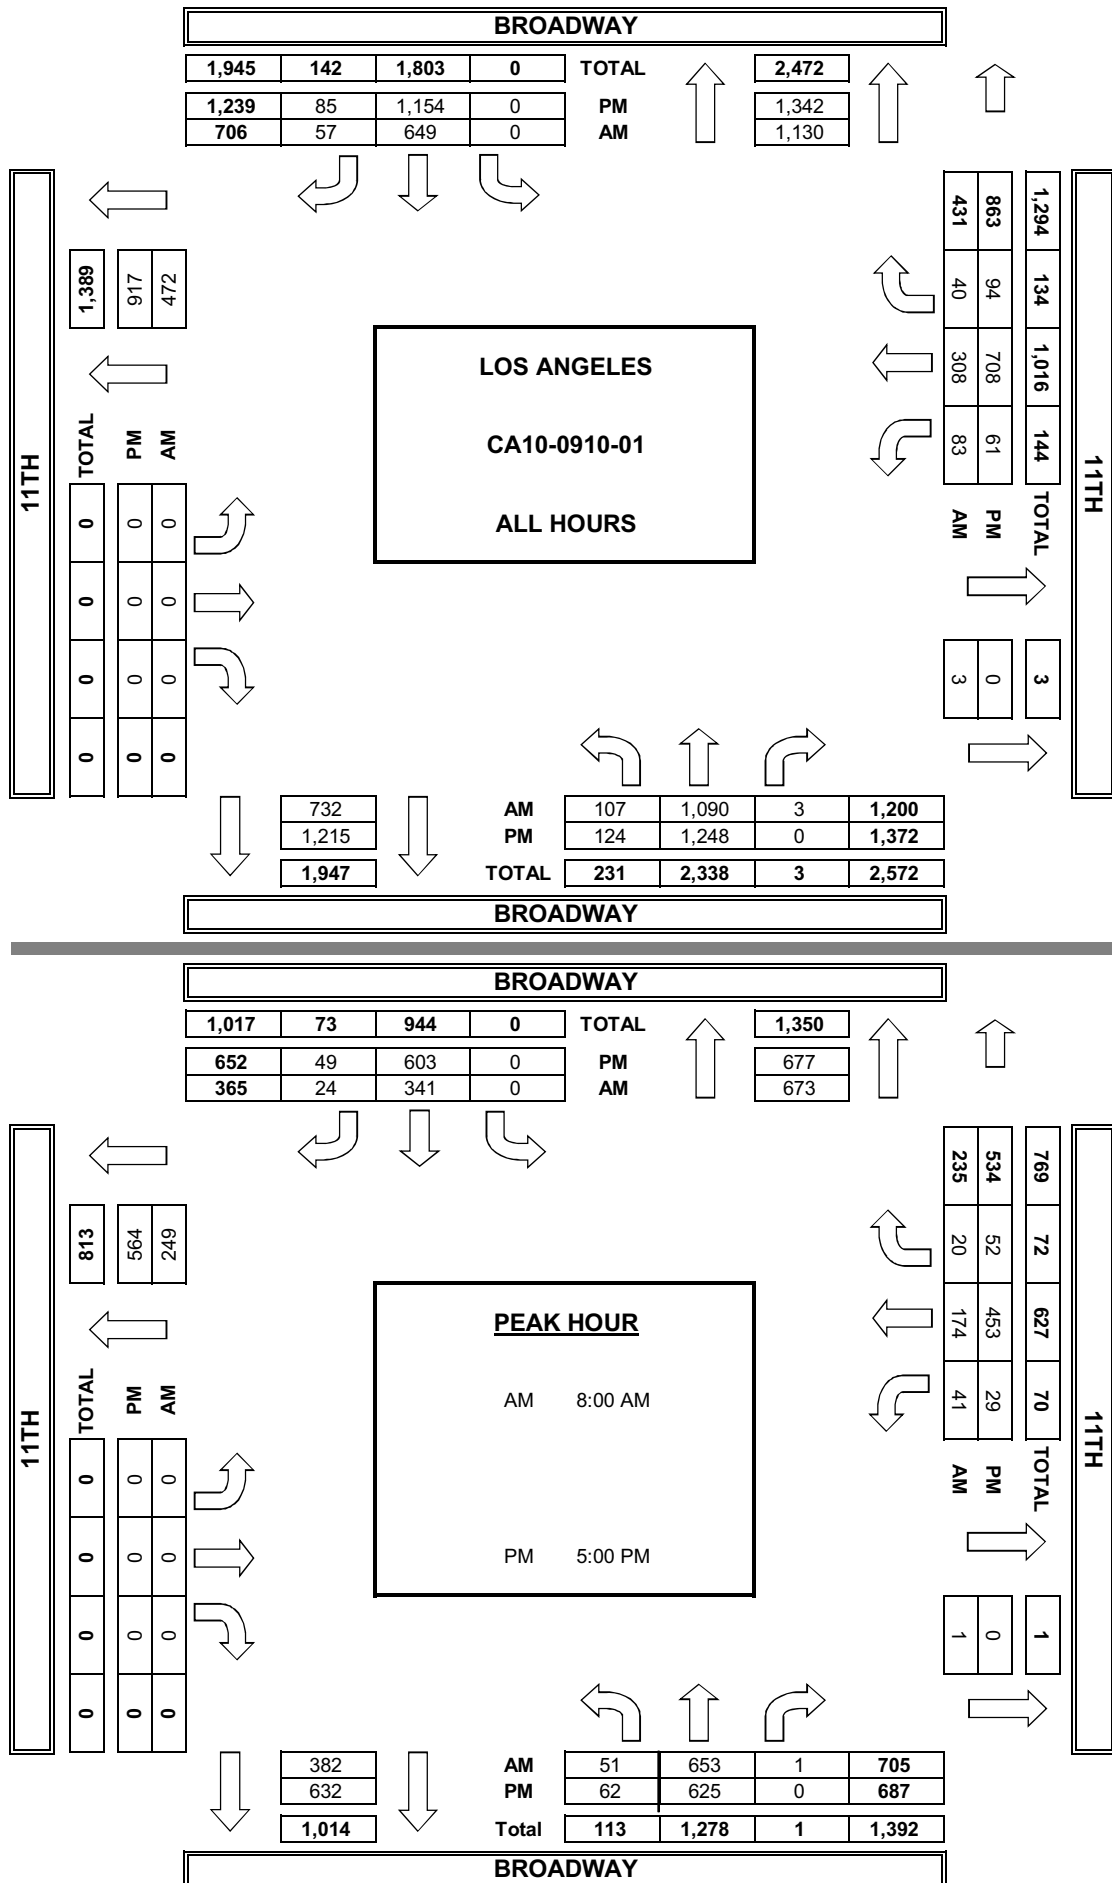 BROADWAY
1,945 142 1,803 0 TOTAL 2,472
1,239 85 1,154 0 PM 1,342
706 57 649 0 AM 1,130
11TH
1,389 917 472
TOTAL PM AM
0 0 0
0 0 0
0 0 0
0 0 0
LOS ANGELES
CA10-0910-01
ALL HOURS
431 863 1,294
40 94 134
308 708 1,016
83 61 144
AM PM TOTAL
3 0 3
11TH
732 AM 107 1,090 3 1,200
1,215 PM 124 1,248 0 1,372
1,947 TOTAL 231 2,338 3 2,572
BROADWAY
BROADWAY
1,017 73 944 0 TOTAL 1,350
652 49 603 0 PM 677
365 24 341 0 AM 673
11TH
813 564 249
TOTAL PM AM
0 0 0
0 0 0
0 0 0
0 0 0
PEAK HOUR
AM 8:00 AM
PM 5:00 PM
235 534 769
20 52 72
174 453 627
41 29 70
AM PM TOTAL
1 0 1
11TH
382 AM 51 653 1 705
632 PM 62 625 0 687
1,014 Total 113 1,278 1 1,392
BROADWAY